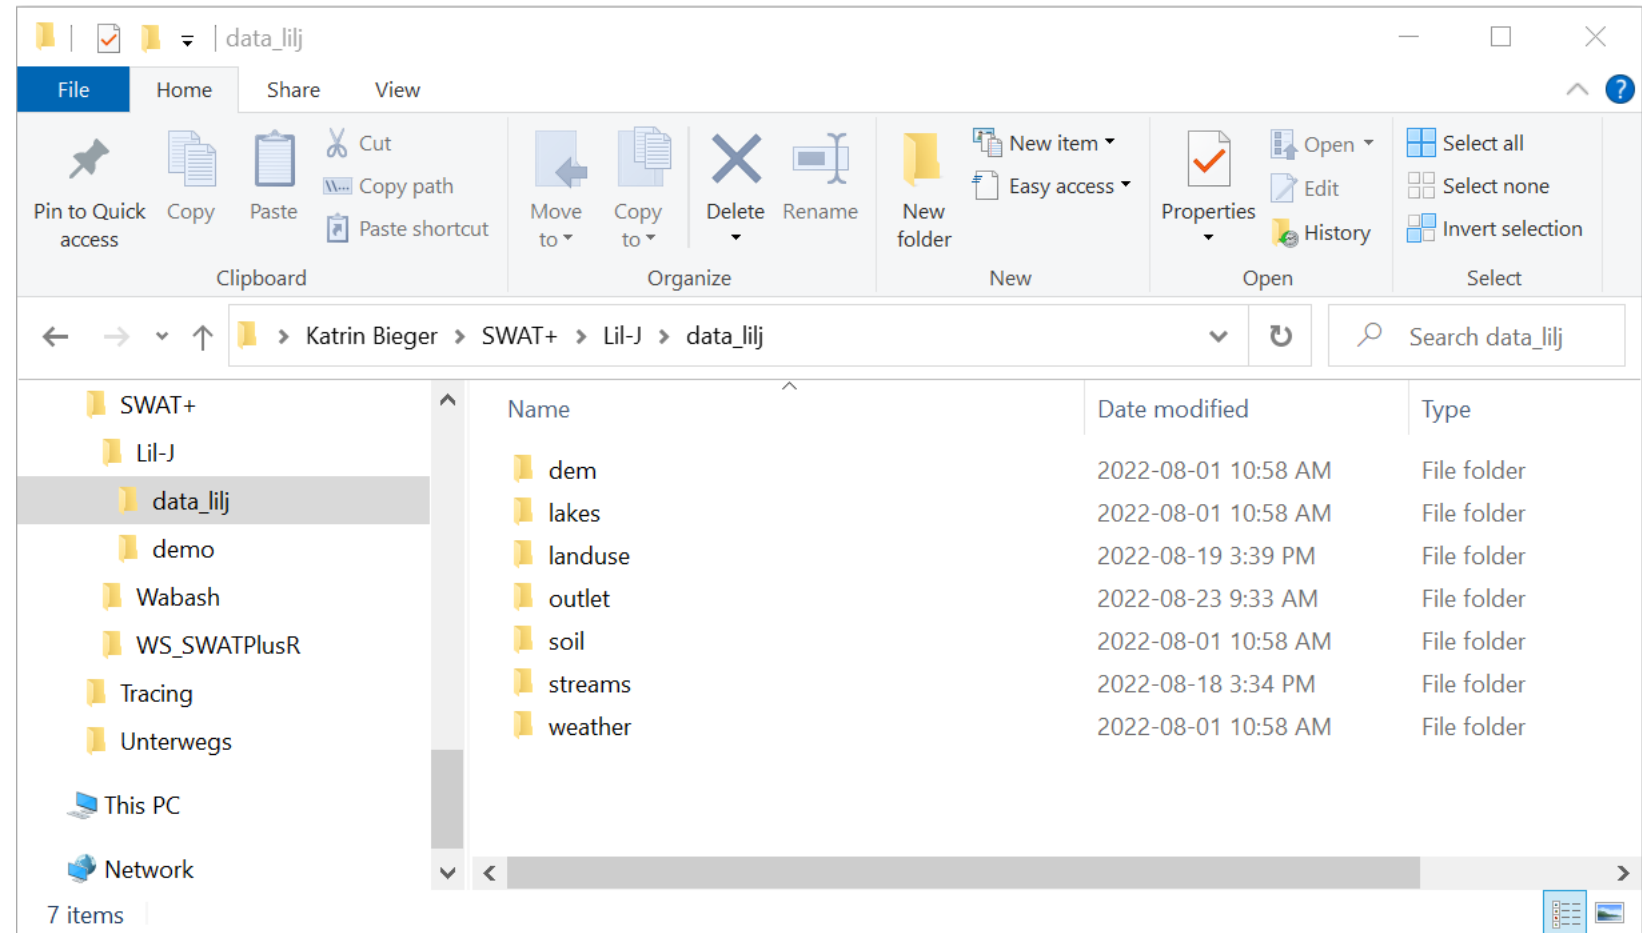 data_lilj
File Home Share View
Pin to Quick access
Copy
Paste
Cut
Copy path
Paste shortcut
Clipboard
Move to
Copy to
Delete
Rename
Organize
New folder
New item
Easy access
New
Properties
Open
Edit
History
Open
Select all
Select none
Invert selection
Select
Katrin Bieger > SWAT+ > Lil-J > data_lilj
Search data_lilj
SWAT+
Lil-J
data_lilj
demo
Wabash
WS_SWATPlusR
Tracing
Unterwegs
This PC
Network
Name Date modified Type
dem 2022-08-01 10:58 AM File folder
lakes 2022-08-01 10:58 AM File folder
landuse 2022-08-19 3:39 PM File folder
outlet 2022-08-23 9:33 AM File folder
soil 2022-08-01 10:58 AM File folder
streams 2022-08-18 3:34 PM File folder
weather 2022-08-01 10:58 AM File folder
7 items